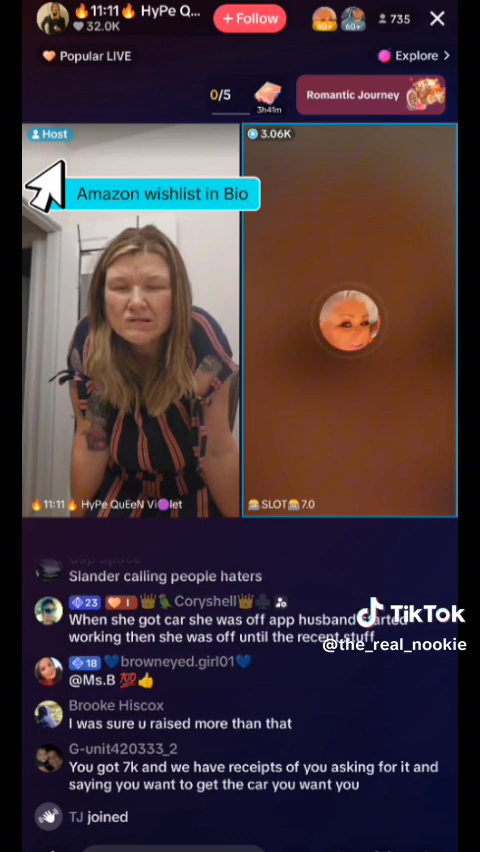 🔥11:11🔥 HyPe Q...
32.0K
+ Follow
60+
60+
735
Popular LIVE
Explore >
0/5
3h41m
Romantic Journey
Host
3.06K
Amazon wishlist in Bio
🔥11:11🔥 HyPe QuEeN Vi🟣let
🎰SLOT🎰7.0
Slander calling people haters
23 I 👑🦜Coryshell👑♣️
When she got car she was off app husband started
working then she was off until the recent stuff
TikTok
@the_real_nookie
18 💙browneyed.girl01💙
@Ms.B 💯👍
Brooke Hiscox
I was sure u raised more than that
G-unit420333_2
You got 7k and we have receipts of you asking for it and
saying you want to get the car you want you
TJ joined